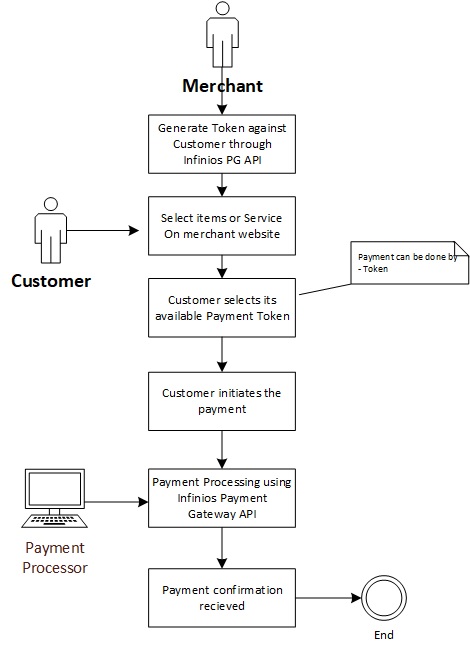 Merchant
Generate Token against
Customer through
Infinios PG API
Select items or Service
On merchant website
Customer
Payment can be done by
- Token
Customer selects its
available Payment Token
Customer initiates the
payment
Payment Processing using
Infinios Payment
Gateway API
Payment
Processor
Payment confirmation
recieved
End